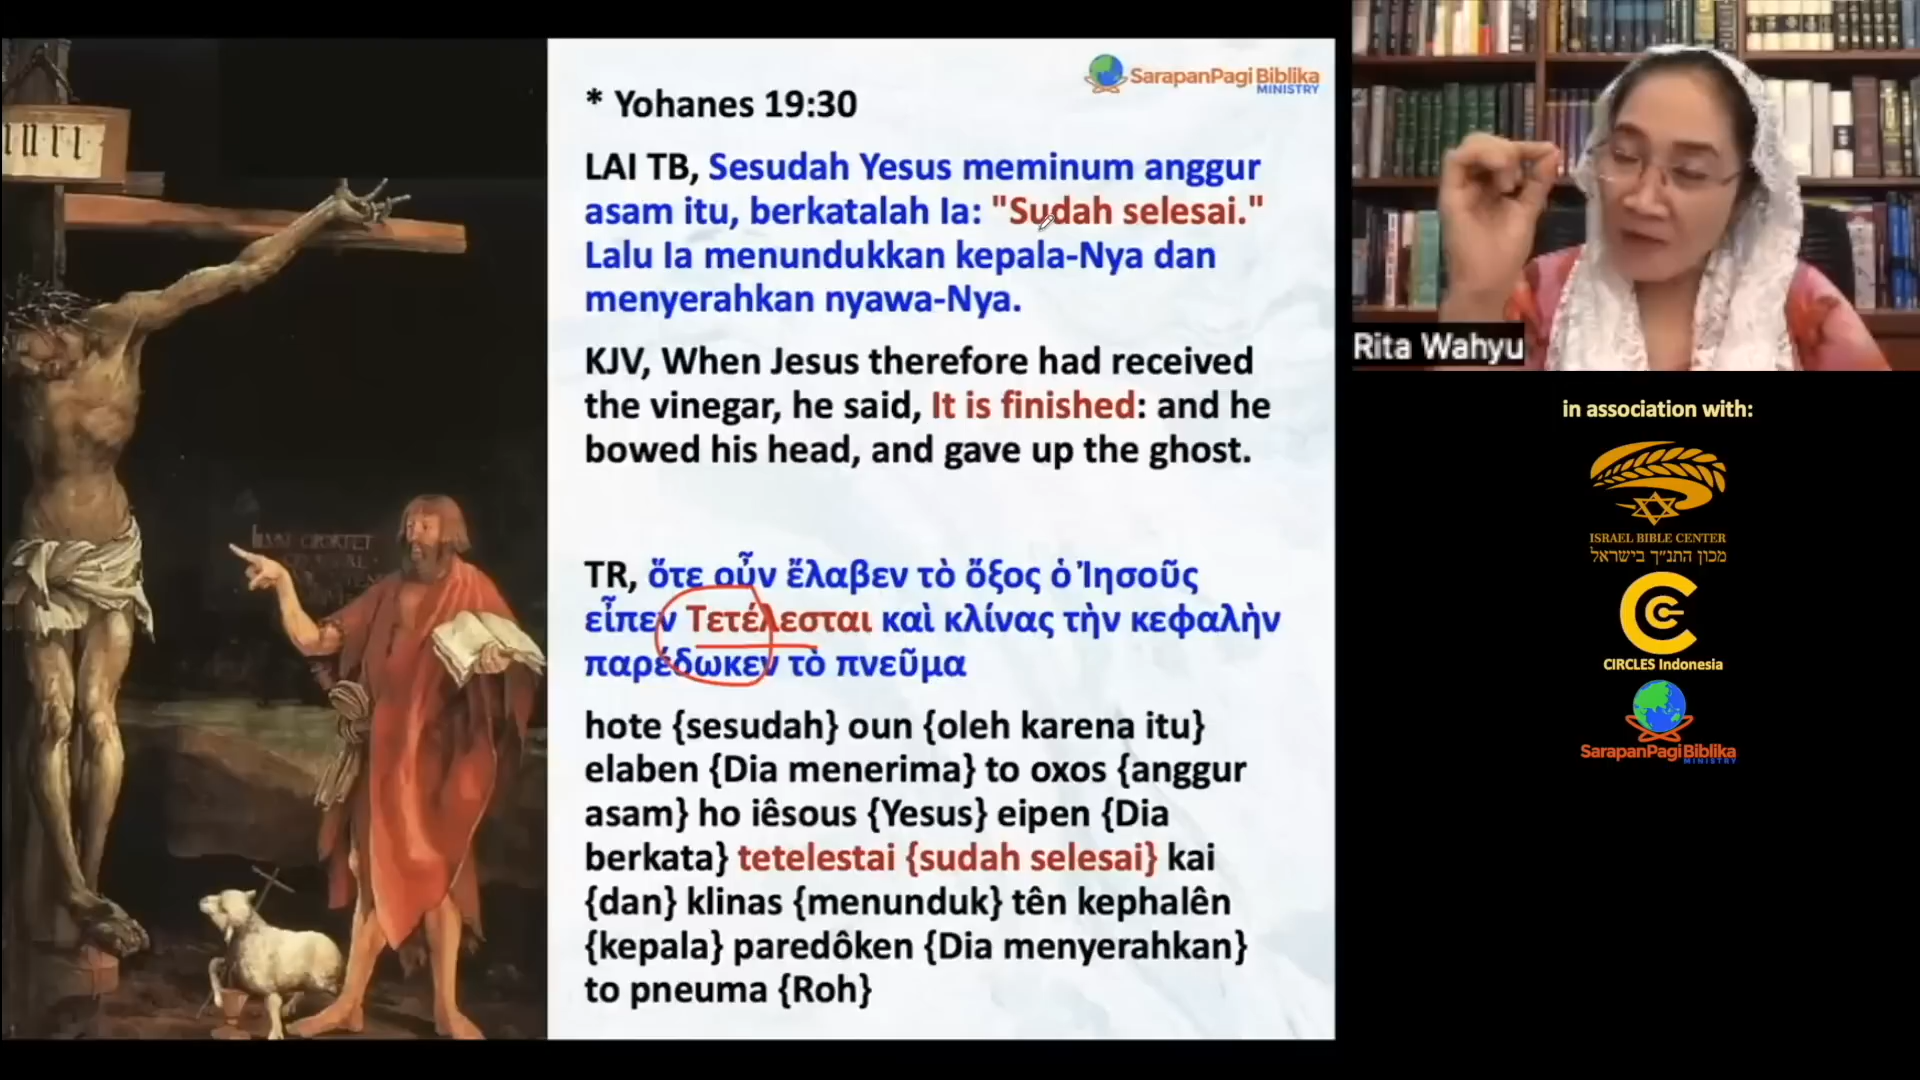 INRI
SarapanPagi Biblika
MINISTRY
* Yohanes 19:30
LAI TB, Sesudah Yesus meminum anggur
asam itu, berkatalah Ia: "Sudah selesai."
Lalu Ia menundukkan kepala-Nya dan
menyerahkan nyawa-Nya.
KJV, When Jesus therefore had received
the vinegar, he said, It is finished: and he
bowed his head, and gave up the ghost.
TR, ὅτε οὖν ἔλαβεν τὸ ὄξος ὁ Ἰησοῦς
εἶπεν Τετέλεσται καὶ κλίνας τὴν κεφαλὴν
παρέδωκεν τὸ πνεῦμα
hote {sesudah} oun {oleh karena itu}
elaben {Dia menerima} to oxos {anggur
asam} ho iêsous {Yesus} eipen {Dia
berkata} tetelestai {sudah selesai} kai
{dan} klinas {menunduk} tên kephalên
{kepala} paredôken {Dia menyerahkan}
to pneuma {Roh}
Rita Wahyu
in association with:
ISRAEL BIBLE CENTER
מכון התנ״ך בישראל
CIRCLES Indonesia
SarapanPagi Biblika
MINISTRY